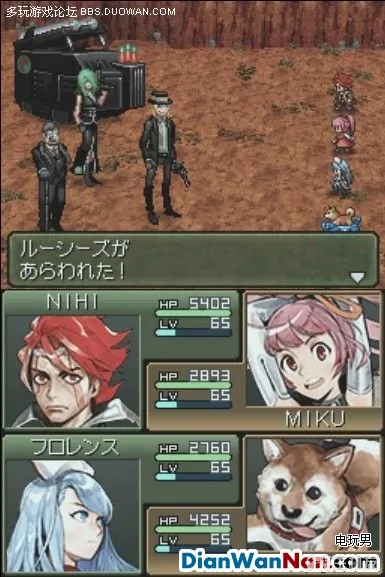 多玩游戏论坛 BBS.DUOWAN.COM
ルーシーズが
あらわれた！
NIHI
HP 5402
LV 65
HP 2893
LV 65
MIKU
フロレンス
HP 2760
LV 65
HP 4252
LV 65
电玩男
DianWanNan.com